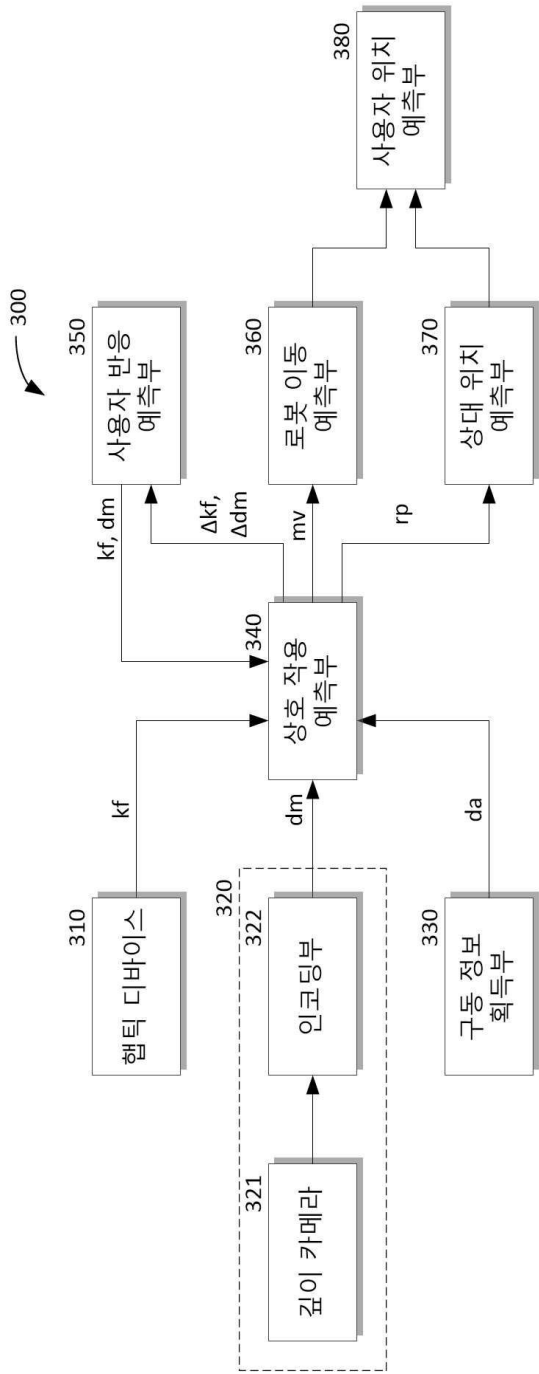 300
310
햅틱 디바이스
kf
320
321
깊이 카메라
322
인코딩부
dm
330
구동 정보
획득부
da
340
상호 작용
예측부
kf, dm
Δkf,
Δdm
mv
rp
350
사용자 반응
예측부
360
로봇 이동
예측부
370
상대 위치
예측부
380
사용자 위치
예측부